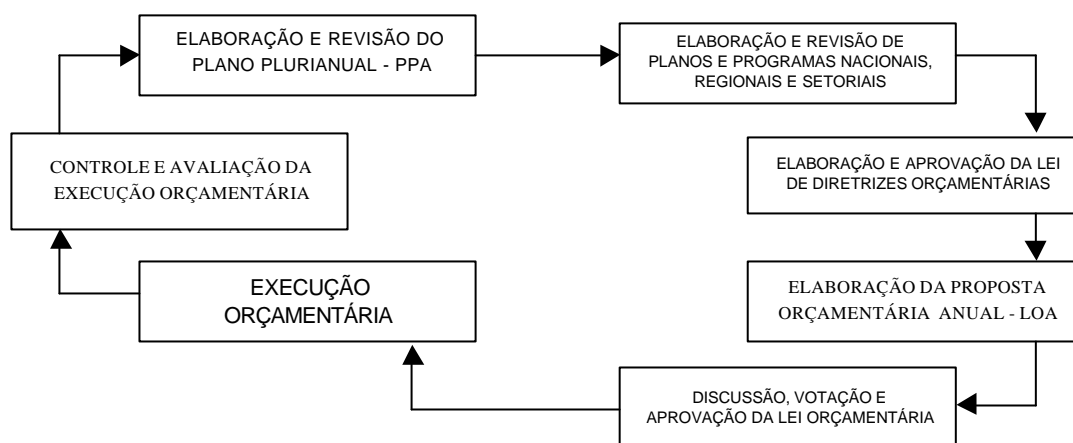 ELABORAÇÃO E REVISÃO DO
PLANO PLURIANUAL - PPA
ELABORAÇÃO E REVISÃO DE
PLANOS E PROGRAMAS NACIONAIS,
REGIONAIS E SETORIAIS
ELABORAÇÃO E APROVAÇÃO DA LEI
DE DIRETRIZES ORÇAMENTÁRIAS
ELABORAÇÃO DA PROPOSTA
ORÇAMENTÁRIA ANUAL - LOA
DISCUSSÃO, VOTAÇÃO E
APROVAÇÃO DA LEI ORÇAMENTÁRIA
EXECUÇÃO
ORÇAMENTÁRIA
CONTROLE E AVALIAÇÃO DA
EXECUÇÃO ORÇAMENTÁRIA